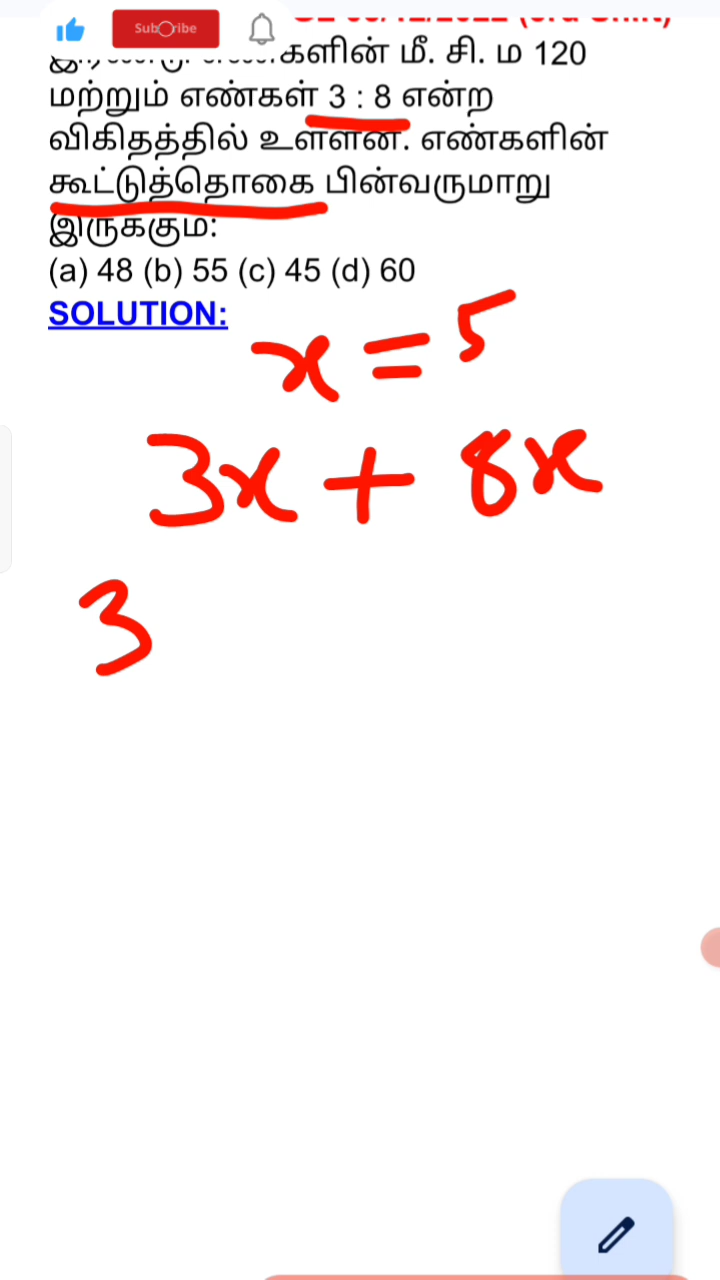 Subscribe
களின் மீ. சி. ம 120
மற்றும் எண்கள் 3 : 8 என்ற
விகிதத்தில் உள்ளன. எண்களின்
கூட்டுத்தொகை பின்வருமாறு
இருக்கும்:
(a) 48 (b) 55 (c) 45 (d) 60
SOLUTION:
x = 5
3x + 8x
3